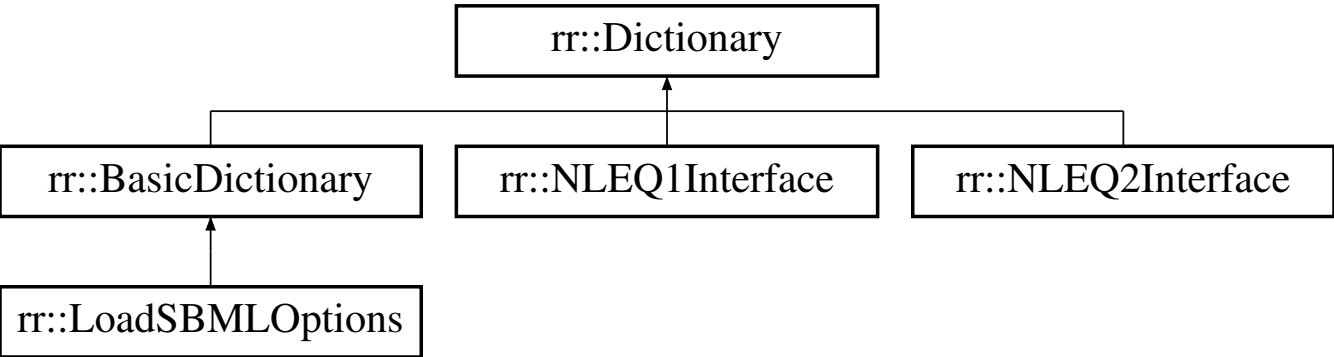 rr::Dictionary
rr::BasicDictionary
rr::NLEQ1Interface
rr::NLEQ2Interface
rr::LoadSBMLOptions